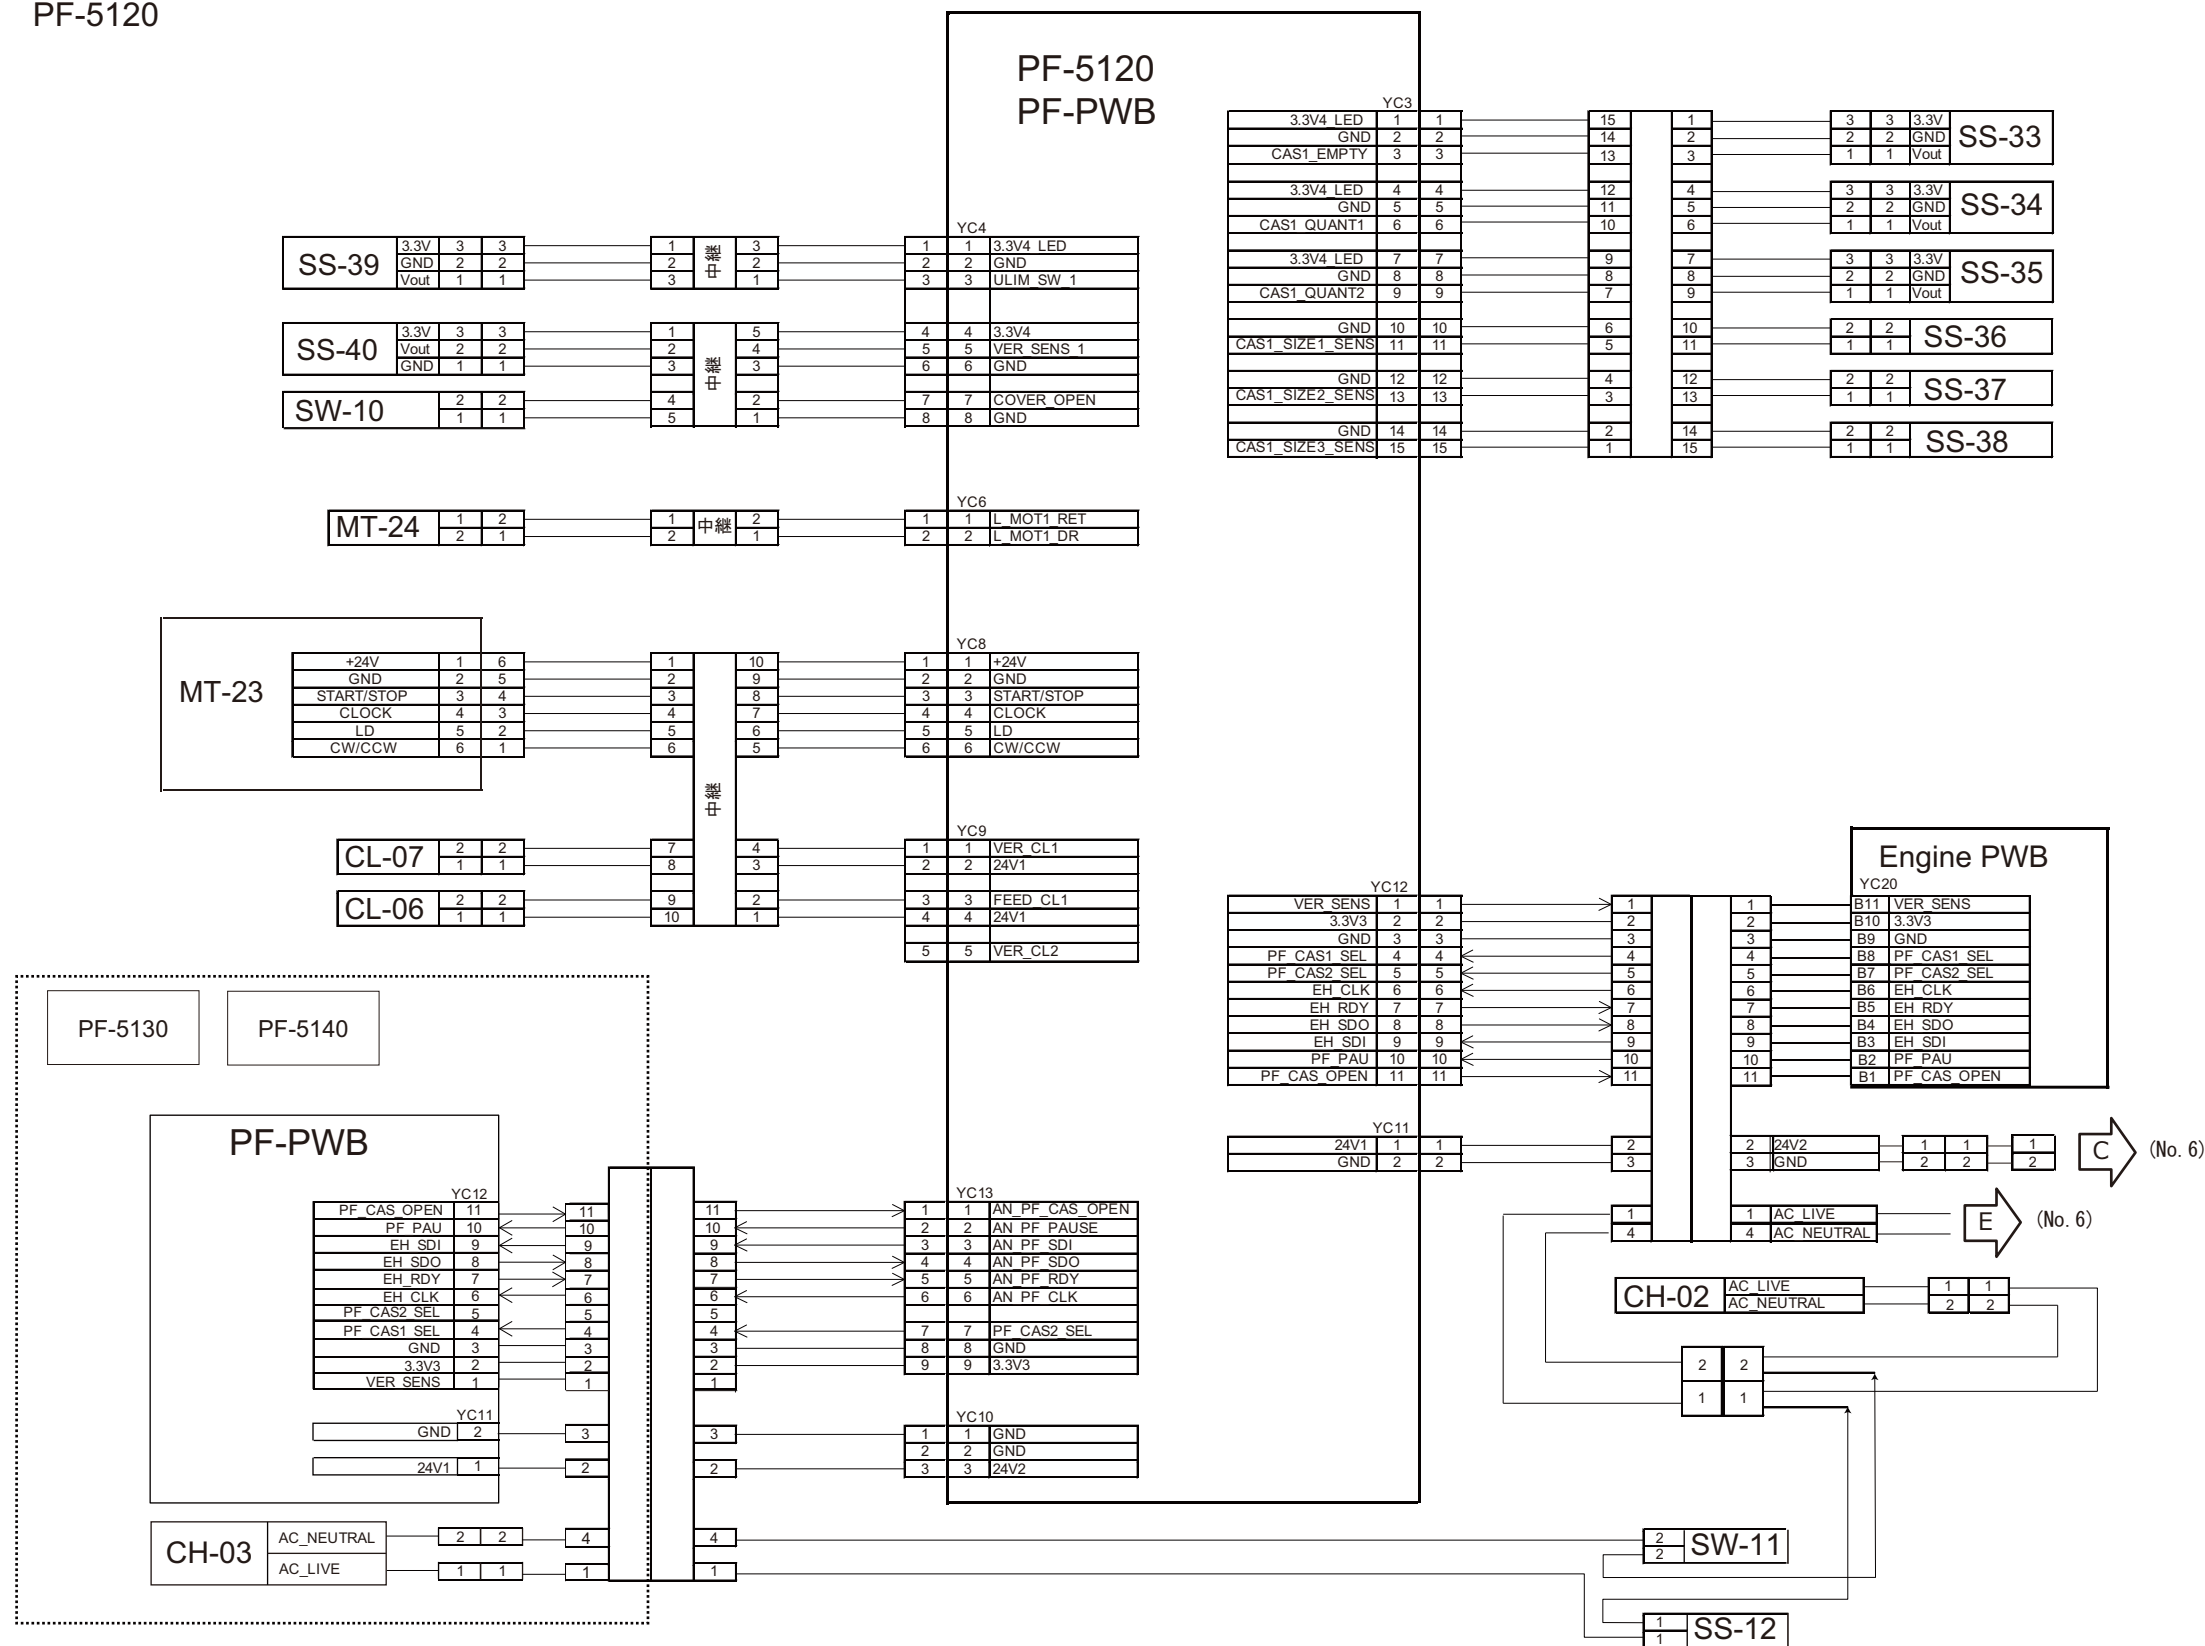 PF-5120
PF-5120
PF-PWB
YC3
3.3V4_LED 1 1 15 1 3 3 3.3V
GND 2 2 14 2 2 2 GND SS-33
CAS1_EMPTY 3 3 13 3 1 1 Vout
3.3V4_LED 4 4 12 4 3 3 3.3V
GND 5 5 11 5 2 2 GND SS-34
CAS1_QUANT1 6 6 10 6 1 1 Vout
3.3V4_LED 7 7 9 7 3 3 3.3V
GND 8 8 8 8 2 2 GND SS-35
CAS1_QUANT2 9 9 7 9 1 1 Vout
GND 10 10 6 10 2 2 SS-36
CAS1_SIZE1_SENS 11 11 5 11 1 1
GND 12 12 4 12 2 2 SS-37
CAS1_SIZE2_SENS 13 13 3 13 1 1
GND 14 14 2 14 2 2 SS-38
CAS1_SIZE3_SENS 15 15 1 15 1 1
YC4
3.3V 3 3 1 3 1 1 3.3V4_LED
SS-39 GND 2 2 2 中継 2 2 2 GND
Vout 1 1 3 1 3 3 ULIM_SW_1
3.3V 3 3 1 5 4 4 3.3V4
SS-40 Vout 2 2 2 4 5 5 VER_SENS_1
GND 1 1 3 中継 3 6 6 GND
SW-10 2 2 4 2 7 7 COVER_OPEN
1 1 5 1 8 8 GND
YC6
MT-24 1 2 1 中継 2 1 1 L_MOT1_RET
2 1 2 1 2 2 L_MOT1_DR
YC8
+24V 1 6 1 10 1 1 +24V
GND 2 5 2 9 2 2 GND
MT-23 START/STOP 3 4 3 8 3 3 START/STOP
CLOCK 4 3 4 7 4 4 CLOCK
LD 5 2 5 6 5 5 LD
CW/CCW 6 1 6 5 6 6 CW/CCW
中継
YC9
CL-07 2 2 7 4 1 1 VER_CL1
1 1 8 3 2 2 24V1
CL-06 2 2 9 2 3 3 FEED_CL1
1 1 10 1 4 4 24V1
5 5 VER_CL2
Engine PWB
YC12 YC20
VER_SENS 1 1 1 1 B11 VER_SENS
3.3V3 2 2 2 2 B10 3.3V3
GND 3 3 3 3 B9 GND
PF_CAS1_SEL 4 4 4 4 B8 PF_CAS1_SEL
PF_CAS2_SEL 5 5 5 5 B7 PF_CAS2_SEL
EH_CLK 6 6 6 6 B6 EH_CLK
EH_RDY 7 7 7 7 B5 EH_RDY
EH_SDO 8 8 8 8 B4 EH_SDO
EH_SDI 9 9 9 9 B3 EH_SDI
PF_PAU 10 10 10 10 B2 PF_PAU
PF_CAS_OPEN 11 11 11 11 B1 PF_CAS_OPEN
YC11
24V1 1 1 2 2 24V2 1 1 1 C (No. 6)
GND 2 2 3 3 GND 2 2 2
1 1 AC_LIVE E (No. 6)
4 4 AC_NEUTRAL
CH-02 AC_LIVE 1 1
AC_NEUTRAL 2 2
2 2
1 1
PF-5130 PF-5140
PF-PWB
YC12 YC13
PF_CAS_OPEN 11 11 11 1 1 AN_PF_CAS_OPEN
PF_PAU 10 10 10 2 2 AN_PF_PAUSE
EH_SDI 9 9 9 3 3 AN_PF_SDI
EH_SDO 8 8 8 4 4 AN_PF_SDO
EH_RDY 7 7 7 5 5 AN_PF_RDY
EH_CLK 6 6 6 6 6 AN_PF_CLK
PF_CAS2_SEL 5 5 5
PF_CAS1_SEL 4 4 4 7 7 PF_CAS2_SEL
GND 3 3 3 8 8 GND
3.3V3 2 2 2 9 9 3.3V3
VER_SENS 1 1 1
YC11 YC10
GND 2 3 3 1 1 GND
2 2 GND
24V1 1 2 2 3 3 24V2
CH-03 AC_NEUTRAL 2 2 4 4 2 SW-11
2
AC_LIVE 1 1 1 1
1 SS-12
1